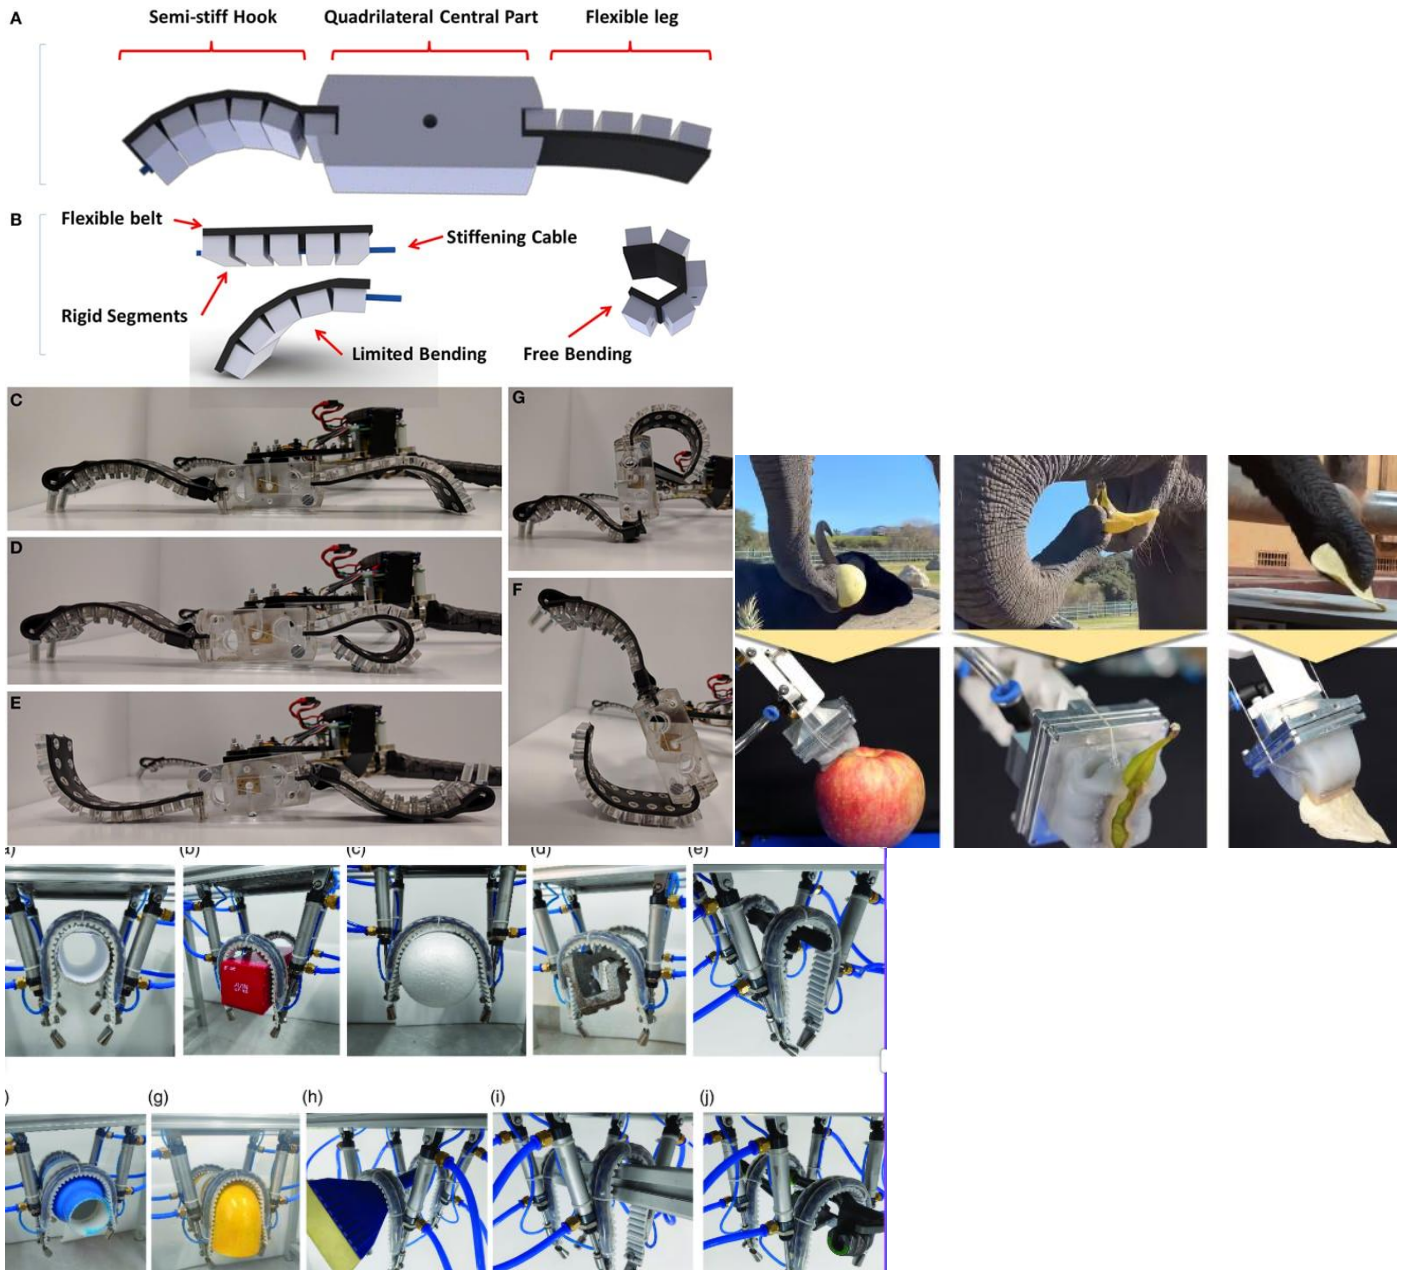 A
Semi-stiff Hook
Quadrilateral Central Part
Flexible leg
B
Flexible belt
Stiffening Cable
Rigid Segments
Limited Bending
Free Bending
C
G
D
F
E
(b)
(c)
(d)
(e)
(g)
(h)
(i)
(j)